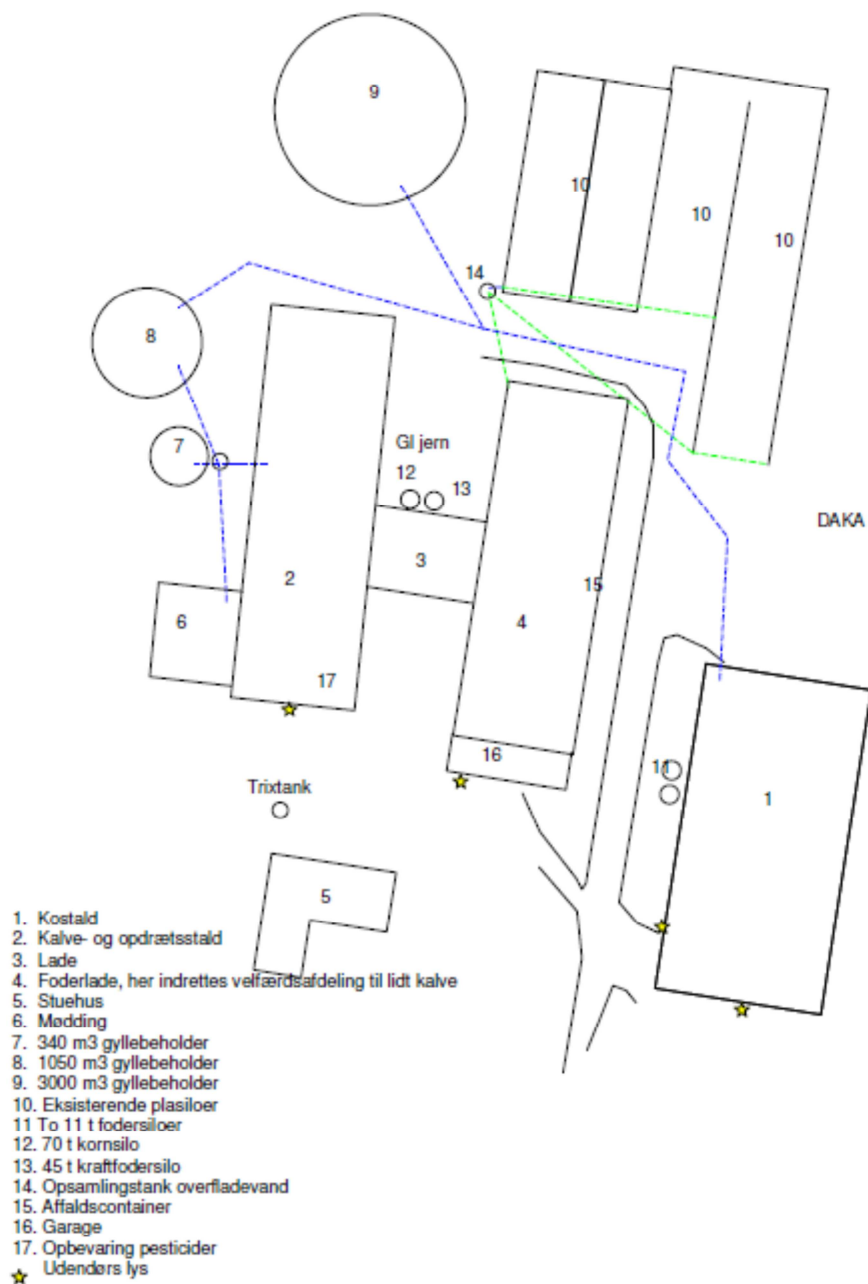 9
10
10
10
14
8
7
Gl jern
12
13
DAKA
3
2
15
6
4
17
16
11
Trixtank
1
5
1. Kostald
2. Kalve- og opdrætsstald
3. Lade
4. Foderlade, her indrettes velfærdsafdeling til lidt kalve
5. Stuehus
6. Mødding
7. 340 m3 gyllebeholder
8. 1050 m3 gyllebeholder
9. 3000 m3 gyllebeholder
10. Eksisterende plasiloer
11 To 11 t fodersiloer
12. 70 t kornsilo
13. 45 t kraftfodersilo
14. Opsamlingstank overfladevand
15. Affaldscontainer
16. Garage
17. Opbevaring pesticider
Udendørs lys